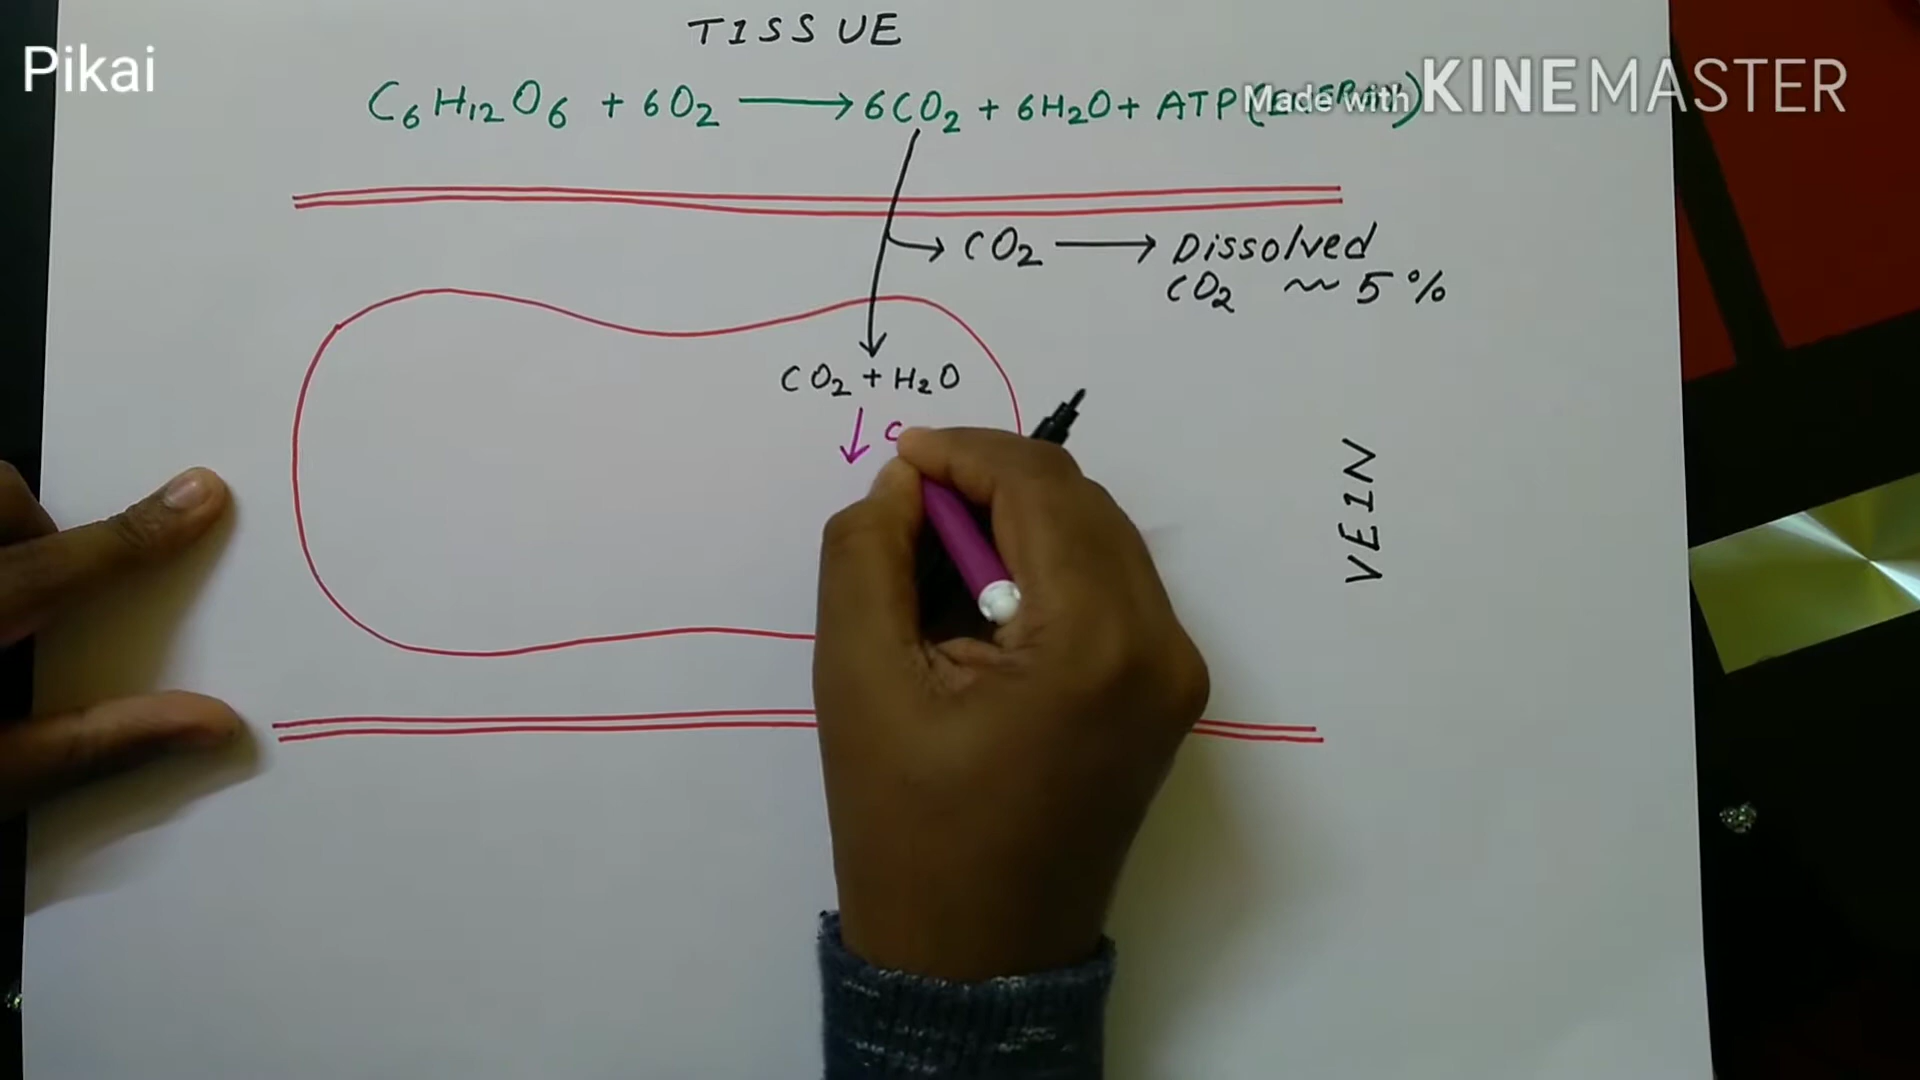 TISSUE
Pikai
C6H12O6 + 6O2 → 6CO2 + 6H2O + ATP
Made with KINEMASTER
CO2 → Dissolved
CO2 ~ 5%
CO2 + H2O
↓ C
VEIN